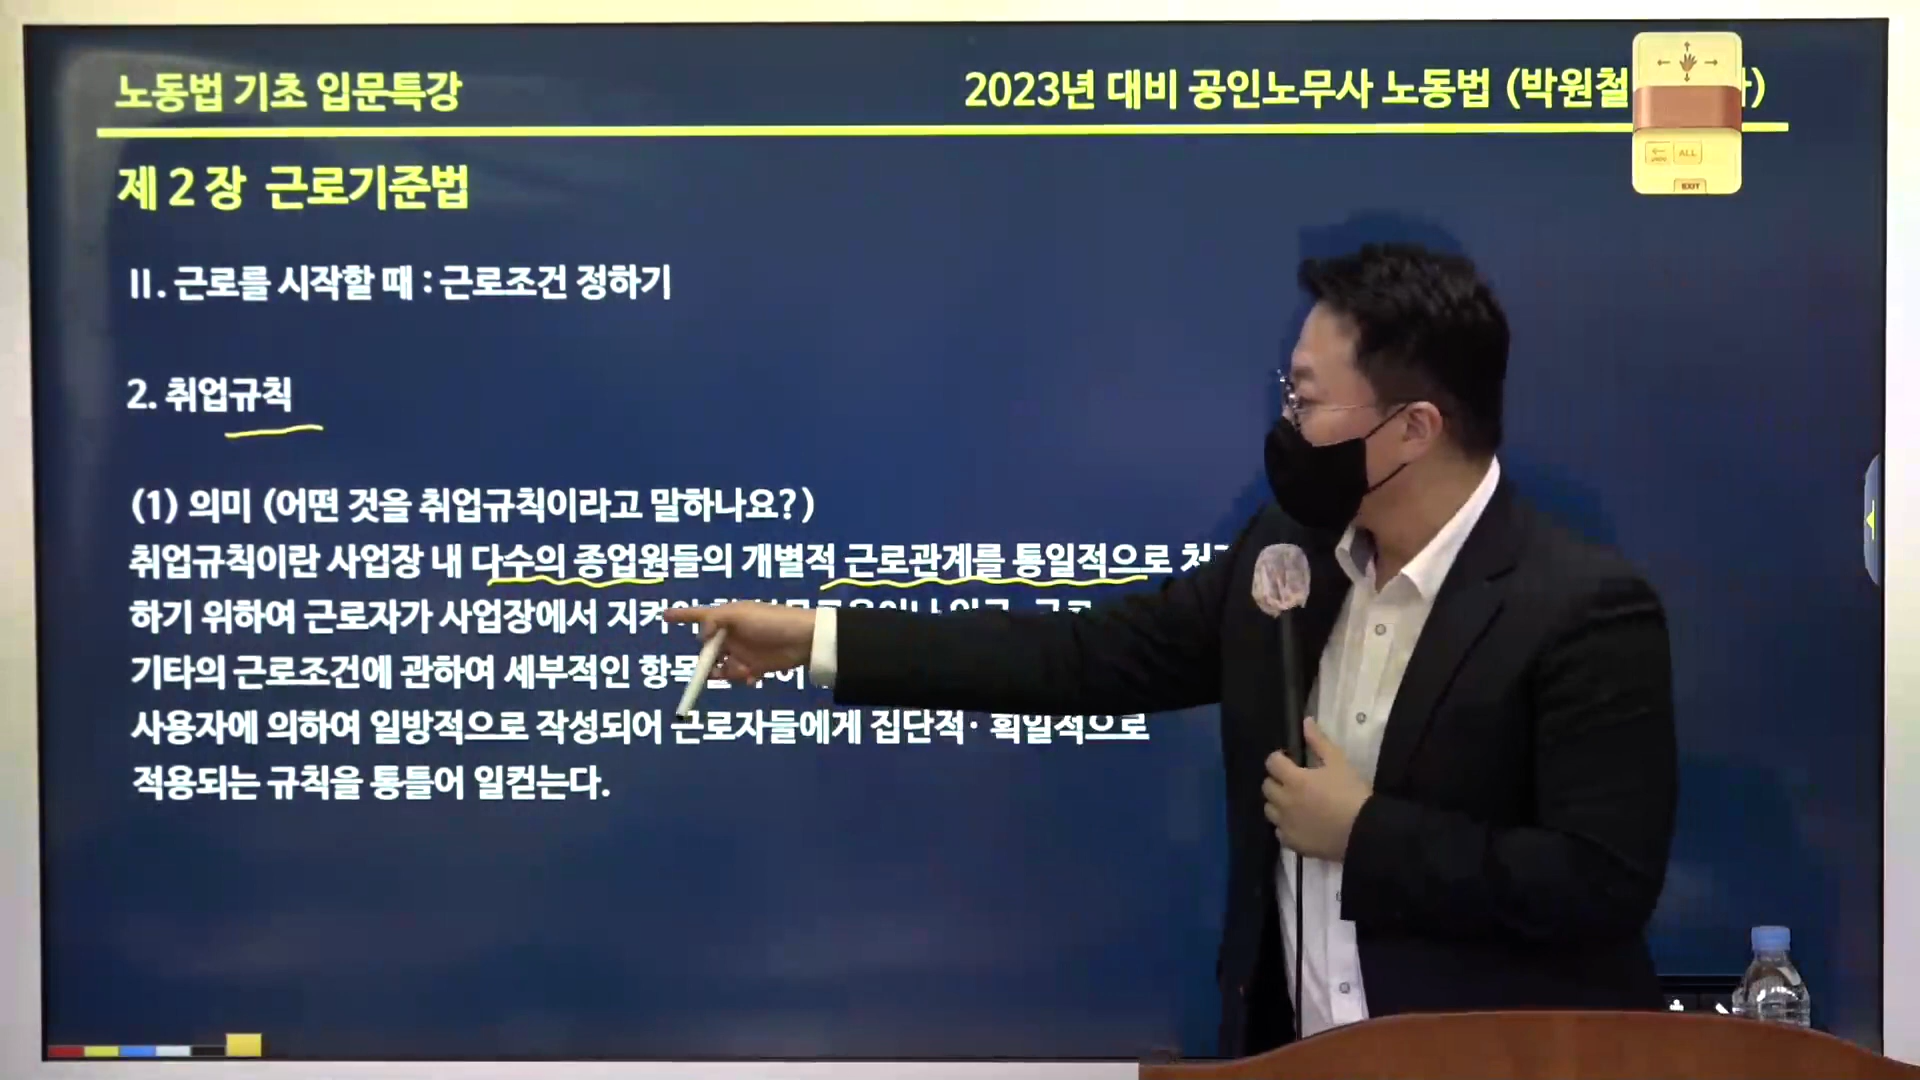 노동법 기초 입문특강
2023년 대비 공인노무사 노동법 (박원철
제 2 장 근로기준법
II. 근로를 시작할 때 : 근로조건 정하기
2. 취업규칙
(1) 의미 (어떤 것을 취업규칙이라고 말하나요?)
취업규칙이란 사업장 내 다수의 종업원들의 개별적 근로관계를 통일적으로
하기 위하여 근로자가 사업장에서
기타의 근로조건에 관하여 세부적인
사용자에 의하여 일방적으로 작성되어 근로자들에게 집단적· 획일적으로
적용되는 규칙을 통틀어 일컫는다.
ALL
EXIT